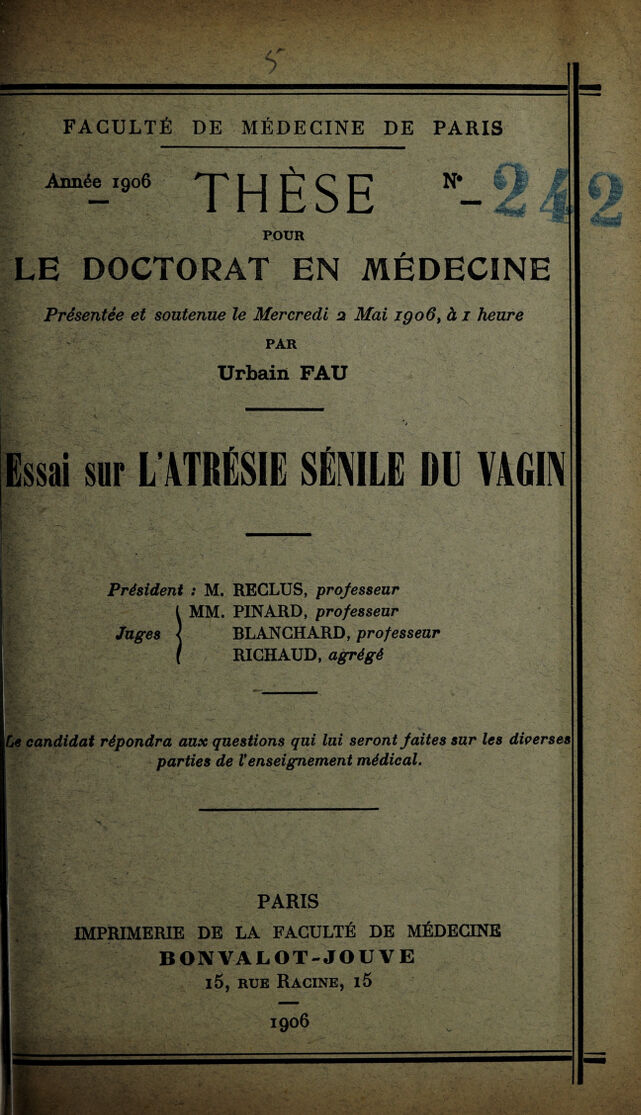 5
FACULTÉ DE MÉDECINE DE PARIS
Année 1906 THÈSE N° 242
POUR
LE DOCTORAT EN MÉDECINE
Présentée et soutenue le Mercredi 2 Mai 1906, à 1 heure
PAR
Urbain FAU
Essai sur L'ATRÉSIE SÉNILE DU VAGIN
Président : M. RECLUS, professeur
MM. PINARD, professeur
Juges { BLANCHARD, professeur
RICHAUD, agrégé
Le candidat répondra aux questions qui lui seront faites sur les diverses
parties de l'enseignement médical.
PARIS
IMPRIMERIE DE LA FACULTÉ DE MÉDECINE
BONVALOT-JOUVE
15, RUE RACINE, 15
1906